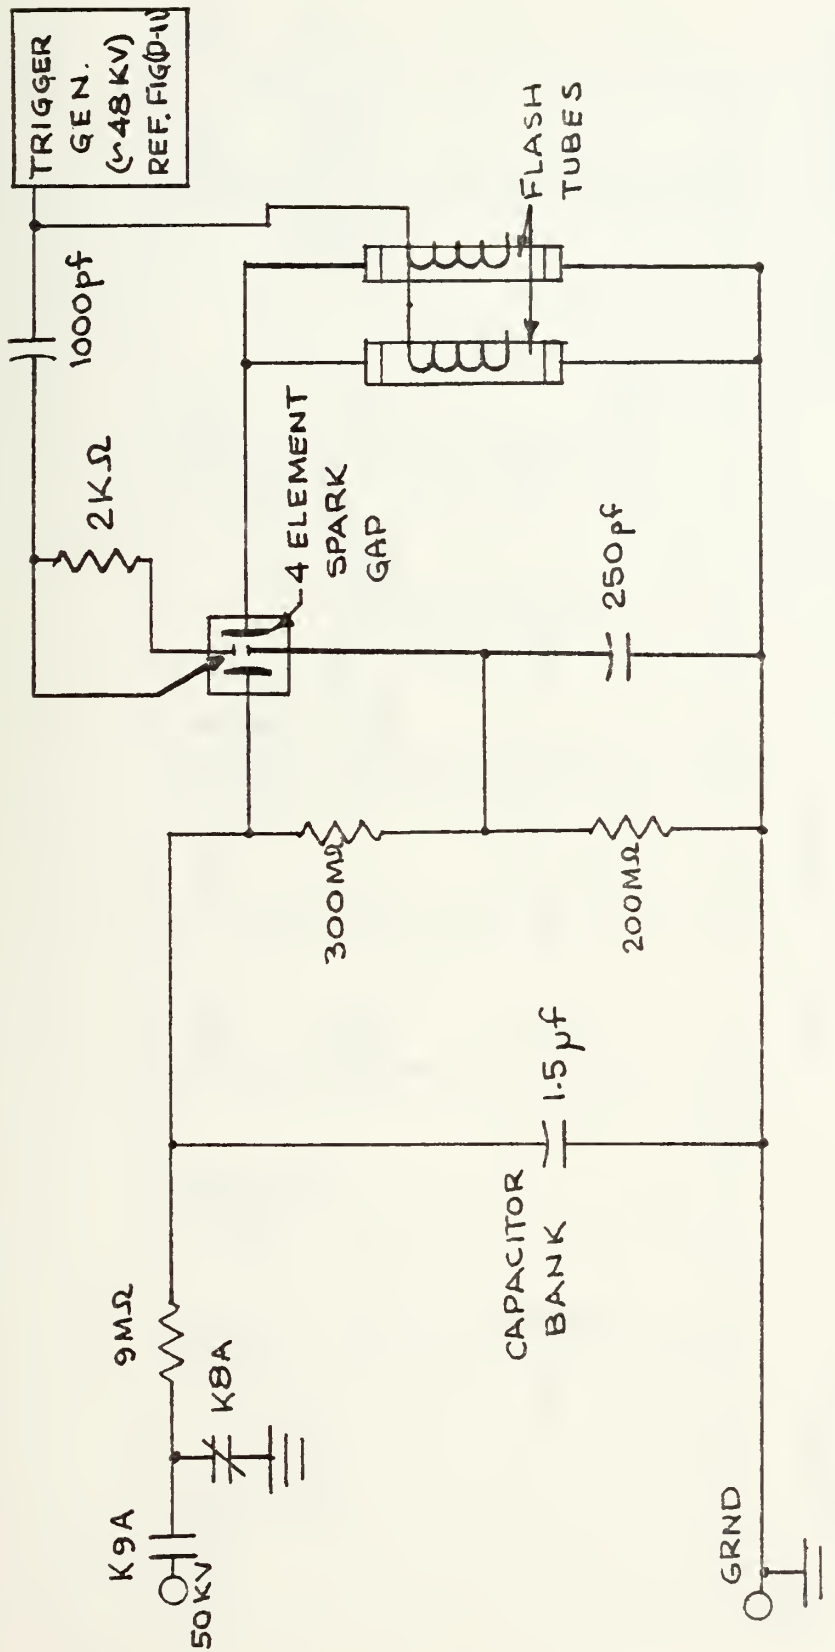 TRIGGER
GEN.
(~48 KV)
REF. FIG(D-11)
1000pf
2KΩ
4 ELEMENT
SPARK
GAP
FLASH
TUBES
250pf
300MΩ
200MΩ
CAPACITOR
BANK
1.5μf
9MΩ
K8A
K9A
50KV
GRND